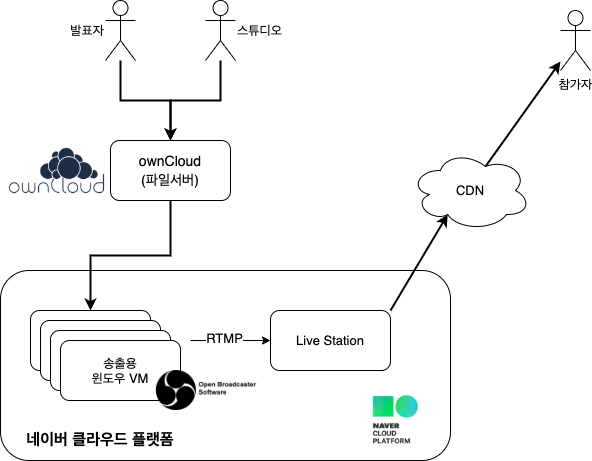 발표자
스튜디오
참가자
ownCloud
ownCloud
(파일서버)
CDN
RTMP
Live Station
송출용
윈도우 VM
Open Broadcaster
Software
네이버 클라우드 플랫폼
NAVER
CLOUD
PLATFORM